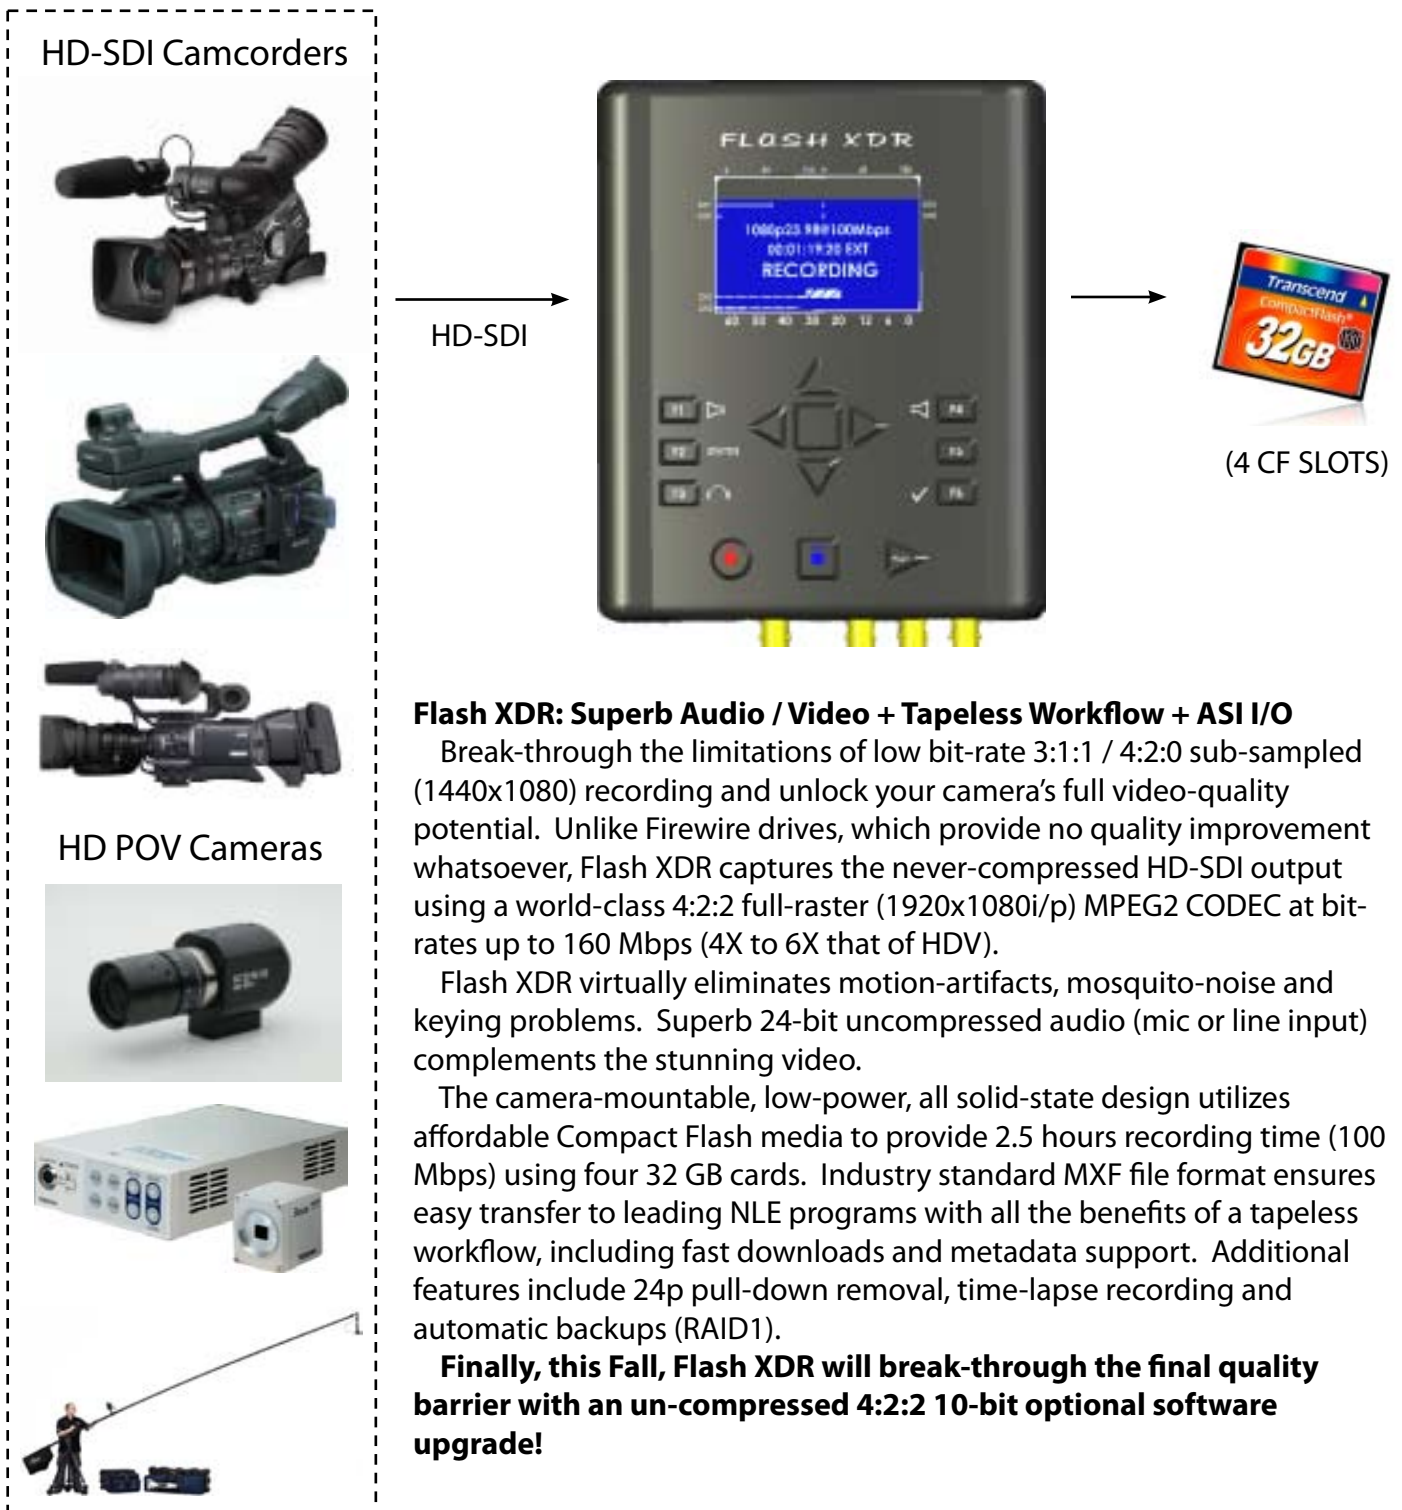 HD-SDI Camcorders
FLASH XDR
1080p23.98@100Mbps
00:01:19:20 EXT
RECORDING
HD-SDI
Transcend
CompactFlash®
32GB
(4 CF SLOTS)
HD POV Cameras
Flash XDR: Superb Audio / Video + Tapeless Workflow + ASI I/O
Break-through the limitations of low bit-rate 3:1:1 / 4:2:0 sub-sampled
(1440x1080) recording and unlock your camera's full video-quality
potential. Unlike Firewire drives, which provide no quality improvement
whatsoever, Flash XDR captures the never-compressed HD-SDI output
using a world-class 4:2:2 full-raster (1920x1080i/p) MPEG2 CODEC at bit-
rates up to 160 Mbps (4X to 6X that of HDV).
Flash XDR virtually eliminates motion-artifacts, mosquito-noise and
keying problems. Superb 24-bit uncompressed audio (mic or line input)
complements the stunning video.
The camera-mountable, low-power, all solid-state design utilizes
affordable Compact Flash media to provide 2.5 hours recording time (100
Mbps) using four 32 GB cards. Industry standard MXF file format ensures
easy transfer to leading NLE programs with all the benefits of a tapeless
workflow, including fast downloads and metadata support. Additional
features include 24p pull-down removal, time-lapse recording and
automatic backups (RAID1).
Finally, this Fall, Flash XDR will break-through the final quality
barrier with an un-compressed 4:2:2 10-bit optional software
upgrade!